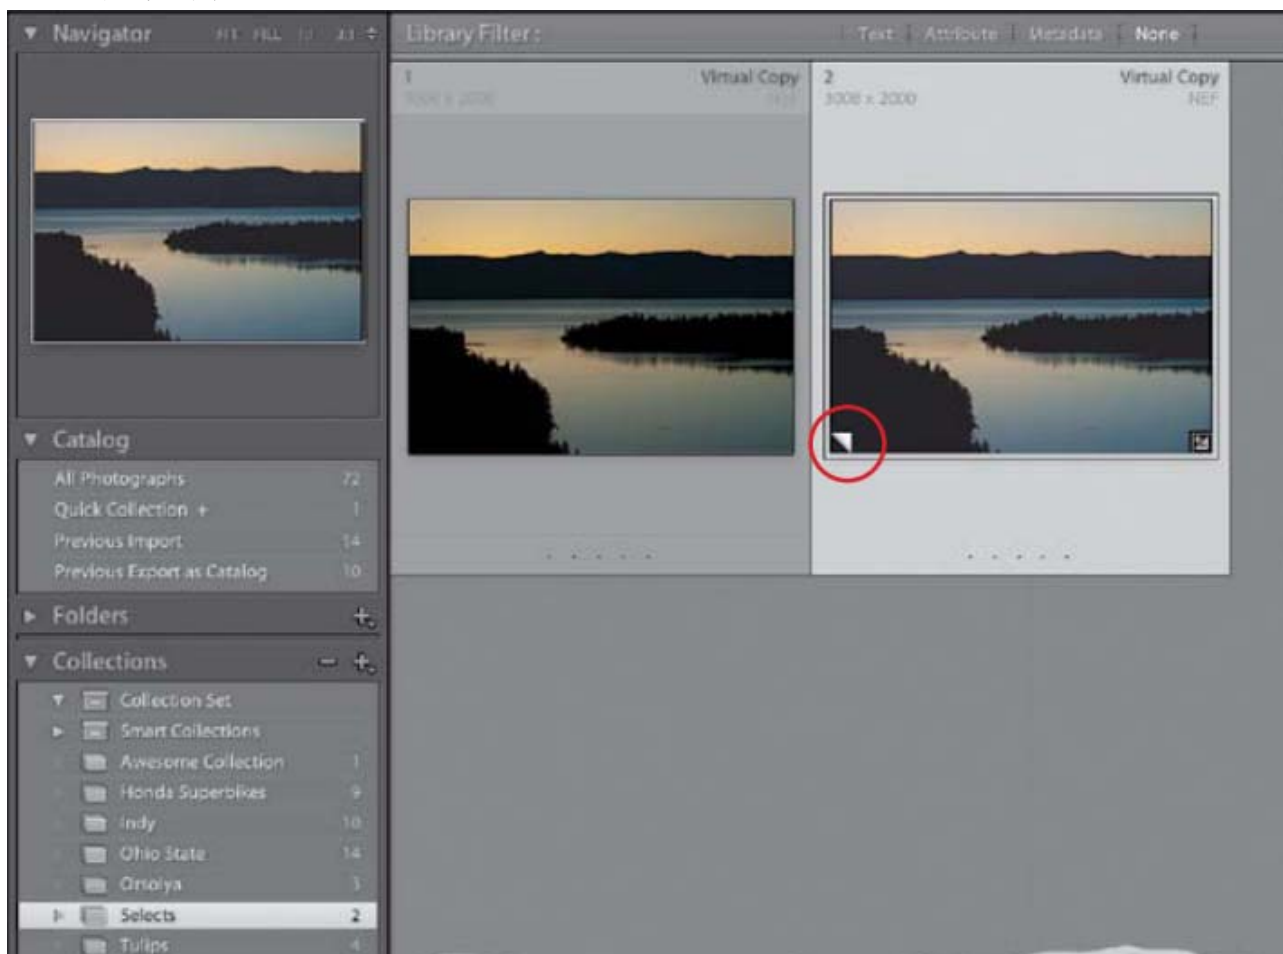 Navigator
FILL
Library Filter:
Text Attribute Metadata None
1 Virtual Copy
2 Virtual Copy
3008 x 2000 NEF
Catalog
All Photographs 72
Quick Collection + 1
Previous Import 14
Previous Export as Catalog 10
Folders
Collections
Collection Set
Smart Collections
Awesome Collection 1
Honda Superbikes 9
Indy 10
Ohio State 14
Orsolya 3
Selects 2
Tulips 4